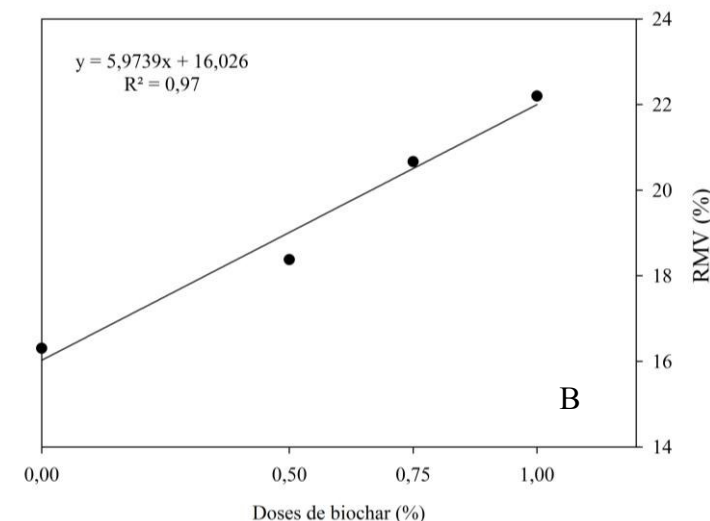 y = 5,9739x + 16,026
R² = 0,97
24
22
20
18
16
14
RMV (%)
B
0,00 0,50 0,75 1,00
Doses de biochar (%)